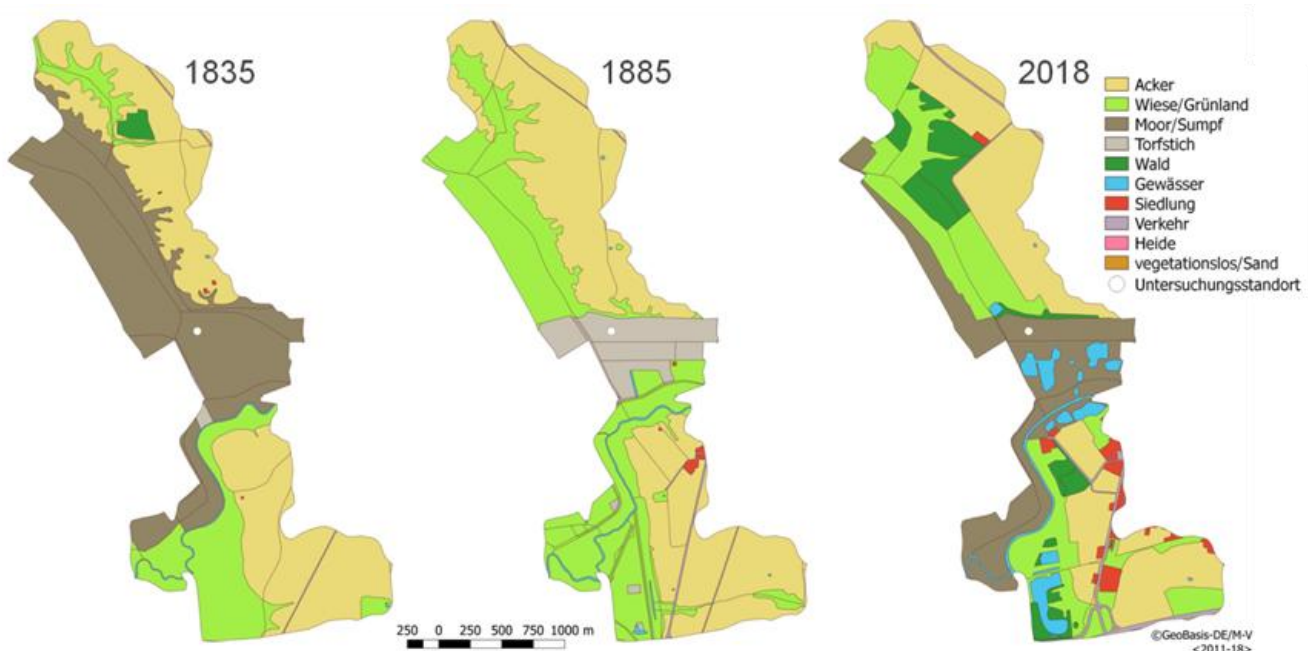 1835
1885
2018
Acker
Wiese/Grünland
Moor/Sumpf
Torfstich
Wald
Gewässer
Siedlung
Verkehr
Heide
vegetationslos/Sand
Untersuchungsstandort
250 0 250 500 750 1000 m
©GeoBasis-DE/M-V
<2011-18>